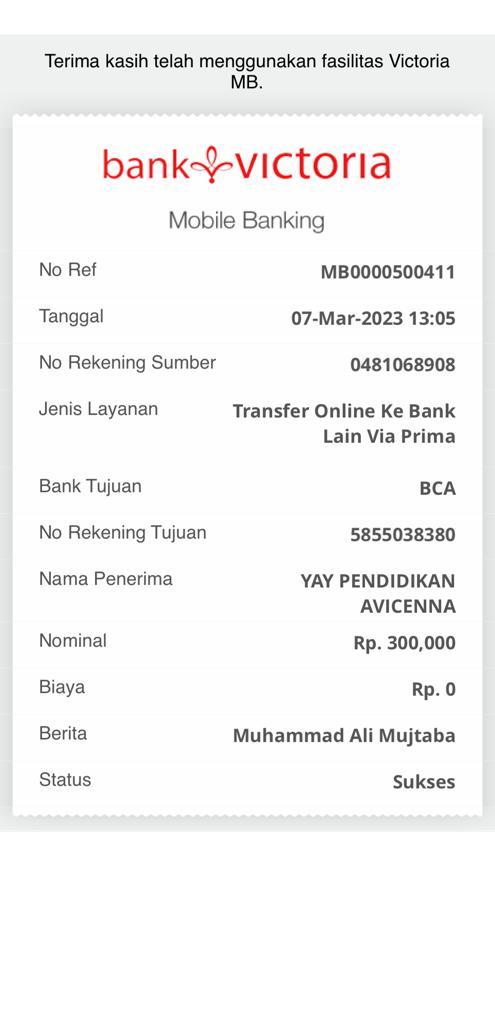 Terima kasih telah menggunakan fasilitas Victoria
MB.
bank victoria
Mobile Banking
No Ref MB0000500411
Tanggal 07-Mar-2023 13:05
No Rekening Sumber 0481068908
Jenis Layanan Transfer Online Ke Bank
Lain Via Prima
Bank Tujuan BCA
No Rekening Tujuan 5855038380
Nama Penerima YAY PENDIDIKAN
AVICENNA
Nominal Rp. 300,000
Biaya Rp. 0
Berita Muhammad Ali Mujtaba
Status Sukses